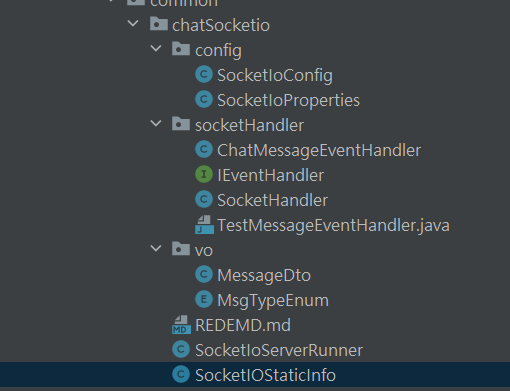 common
chatSocketio
config
SocketIoConfig
SocketIoProperties
socketHandler
ChatMessageEventHandler
IEventHandler
SocketHandler
TestMessageEventHandler.java
vo
MessageDto
MsgTypeEnum
REDEMD.md
SocketIoServerRunner
SocketIOStaticInfo